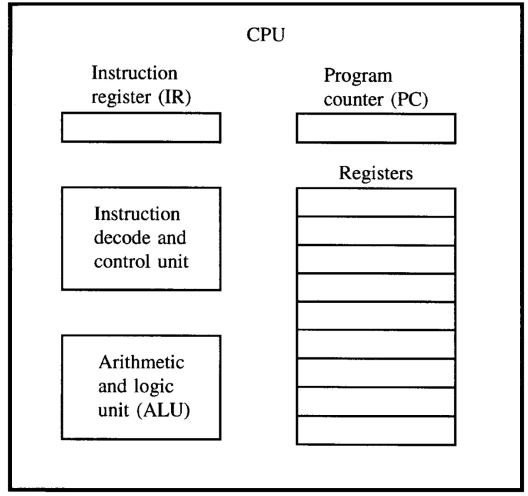 CPU
Instruction
register (IR)
Program
counter (PC)
Registers
Instruction
decode and
control unit
Arithmetic
and logic
unit (ALU)